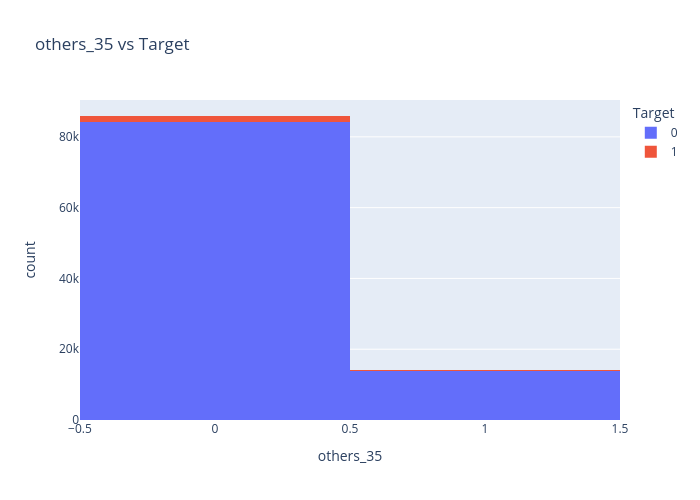 others_35 vs Target
Target
0
1
80k
60k
40k
20k
0
−0.5
0
0.5
1
1.5
count
others_35